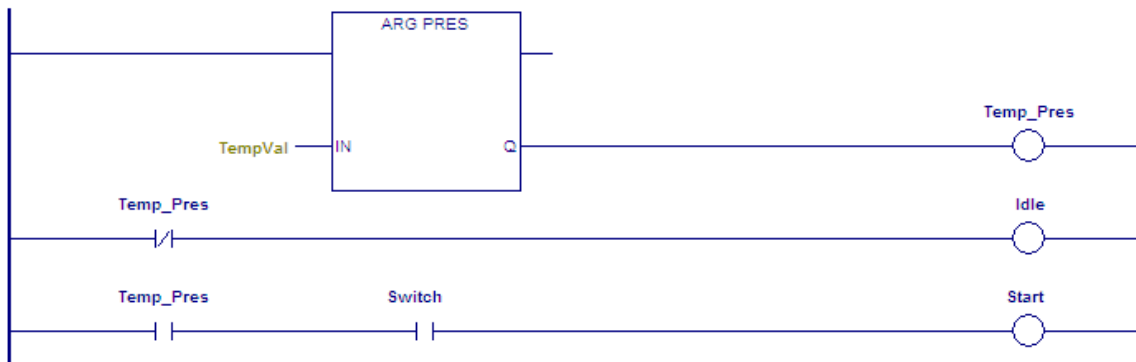 ARG PRES
Temp_Pres
TempVal IN Q
Temp_Pres Idle
Temp_Pres Switch Start